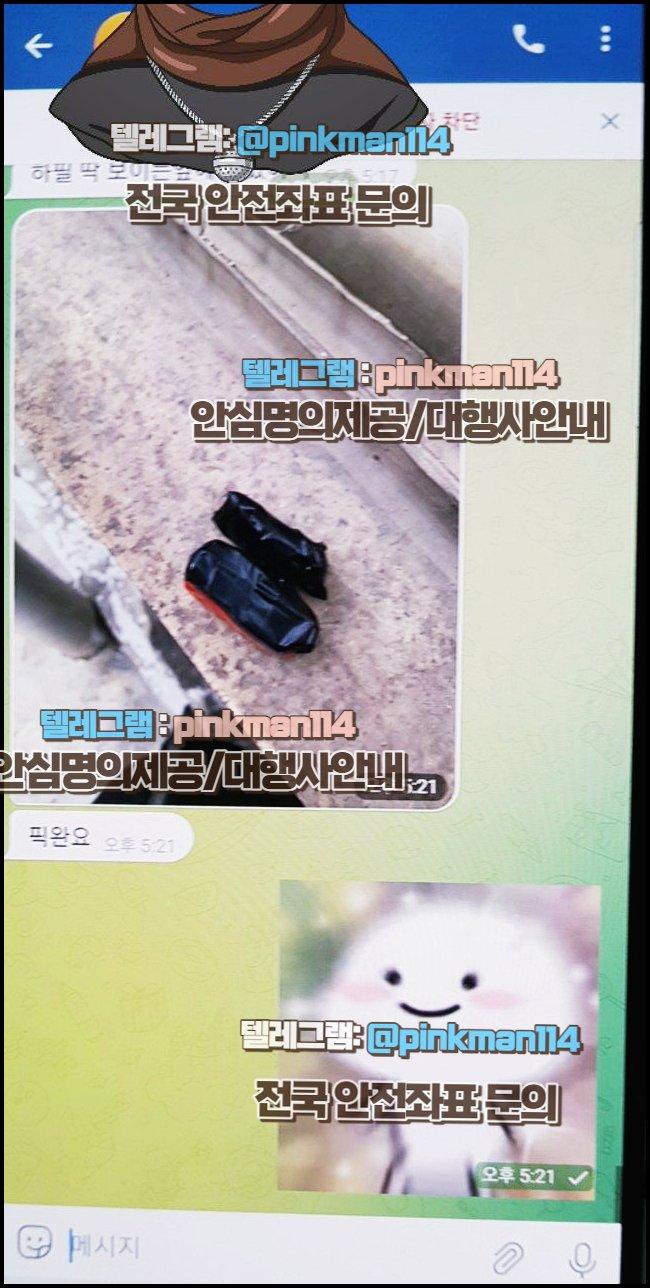 차단
텔레그램: @pinkman114
하필 딱 보이는
5:17
전국 안전좌표 문의
텔레그램 : pinkman114
안심명의제공/대행사안내
텔레그램 : pinkman114
안심명의제공/대행사안내
5:21
픽완요 오후 5:21
텔레그램: @pinkman114
전국 안전좌표 문의
오후 5:21
메시지